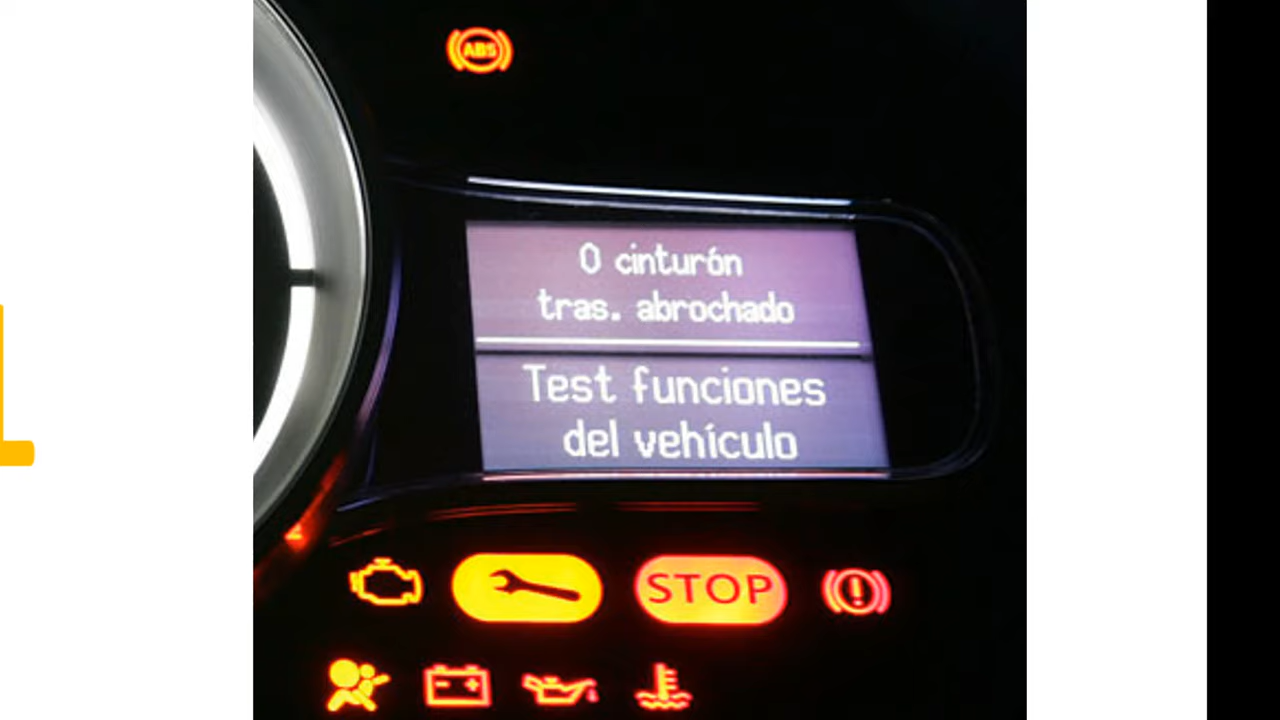 ABS
0 cinturón
tras. abrochado
Test funciones
del vehículo
STOP